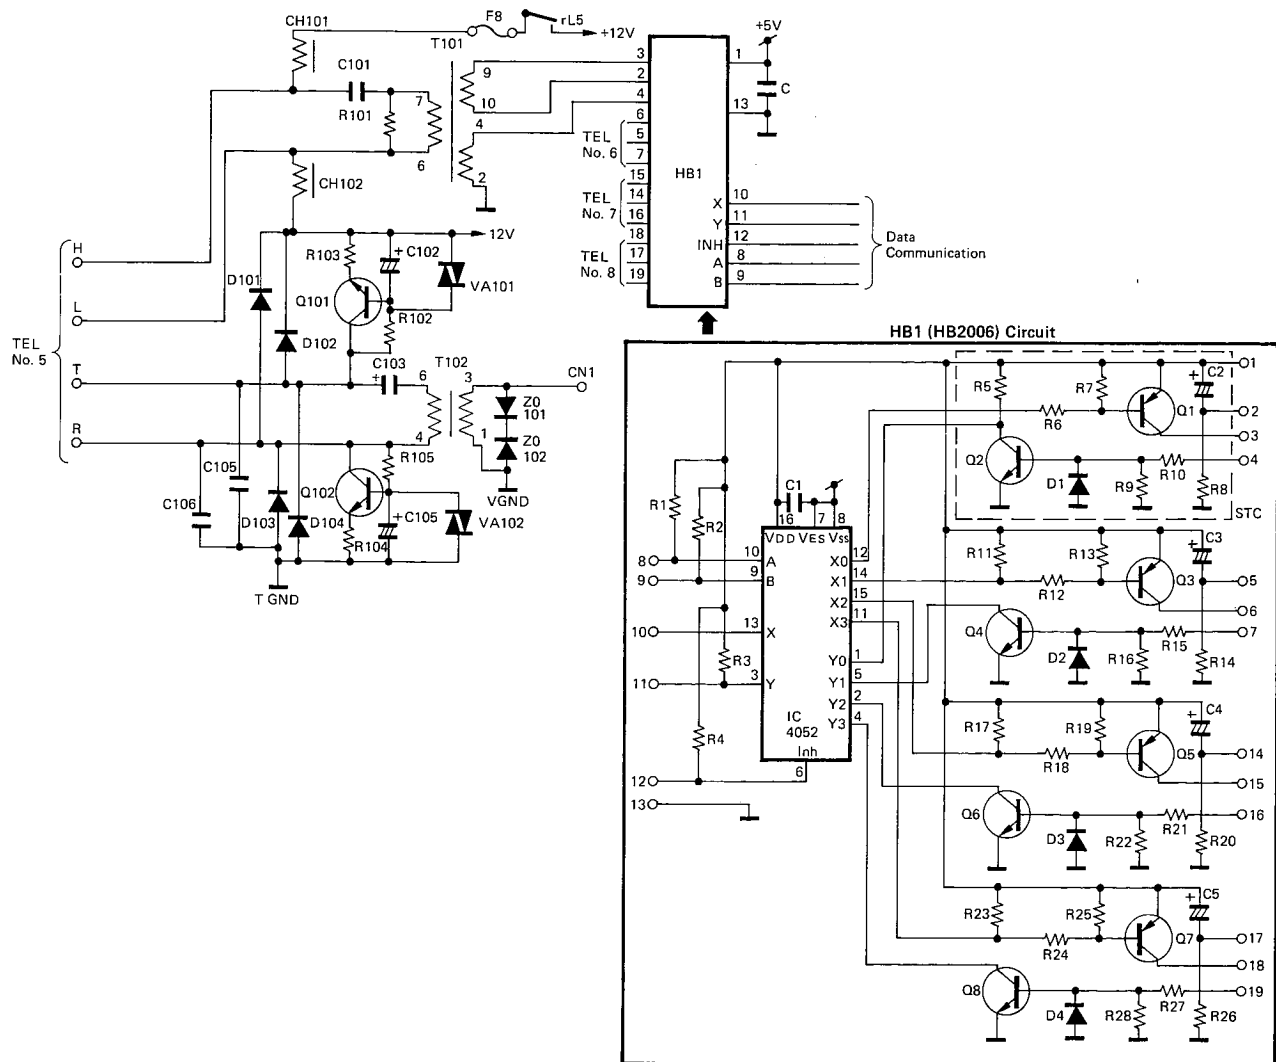 CH101
F8
rL5
+12V
T101
C101
R101
7
6
9
10
4
2
CH102
+5V
C
3
2
4
6
5
7
15
14
16
18
17
19
TEL
No. 6
TEL
No. 7
TEL
No. 8
HB1
1
13
X 10
Y 11
INH 12
A 8
B 9
Data
Communication
12V
H
L
T
R
TEL
No. 5
D101
R103
+ C102
VA101
Q101
R102
D102
C103
+
T102
6
4
3
1
CN1
ZO
101
ZO
102
VGND
C105
C106
D103
D104
Q102
R105
R104
+C105
VA102
T GND
HB1 (HB2006) Circuit
R5
R7
+ C2
R6
Q1
Q2
D1
R9
R10
R8
STC
1
2
3
4
R1
R2
C1
16
7
8
VDD VES VSS
8
9
10
11
12
13
10 A
9 B
13 X
3 Y
R3
R4
IC
4052
Inh
6
X0 12
X1 14
X2 15
X3 11
Y0 1
Y1 5
Y2 2
Y3 4
R11
R13
+ C3
R12
Q3
Q4
D2
R16
R15
R14
5
6
7
R17
R19
+ C4
R18
Q5
Q6
D3
R22
R21
R20
14
15
16
R23
R25
+ C5
R24
Q7
Q8
D4
R28
R27
R26
17
18
19